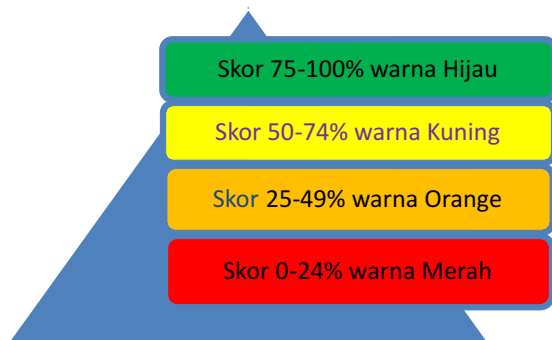 Skor 75-100% warna Hijau
Skor 50-74% warna Kuning
Skor 25-49% warna Orange
Skor 0-24% warna Merah